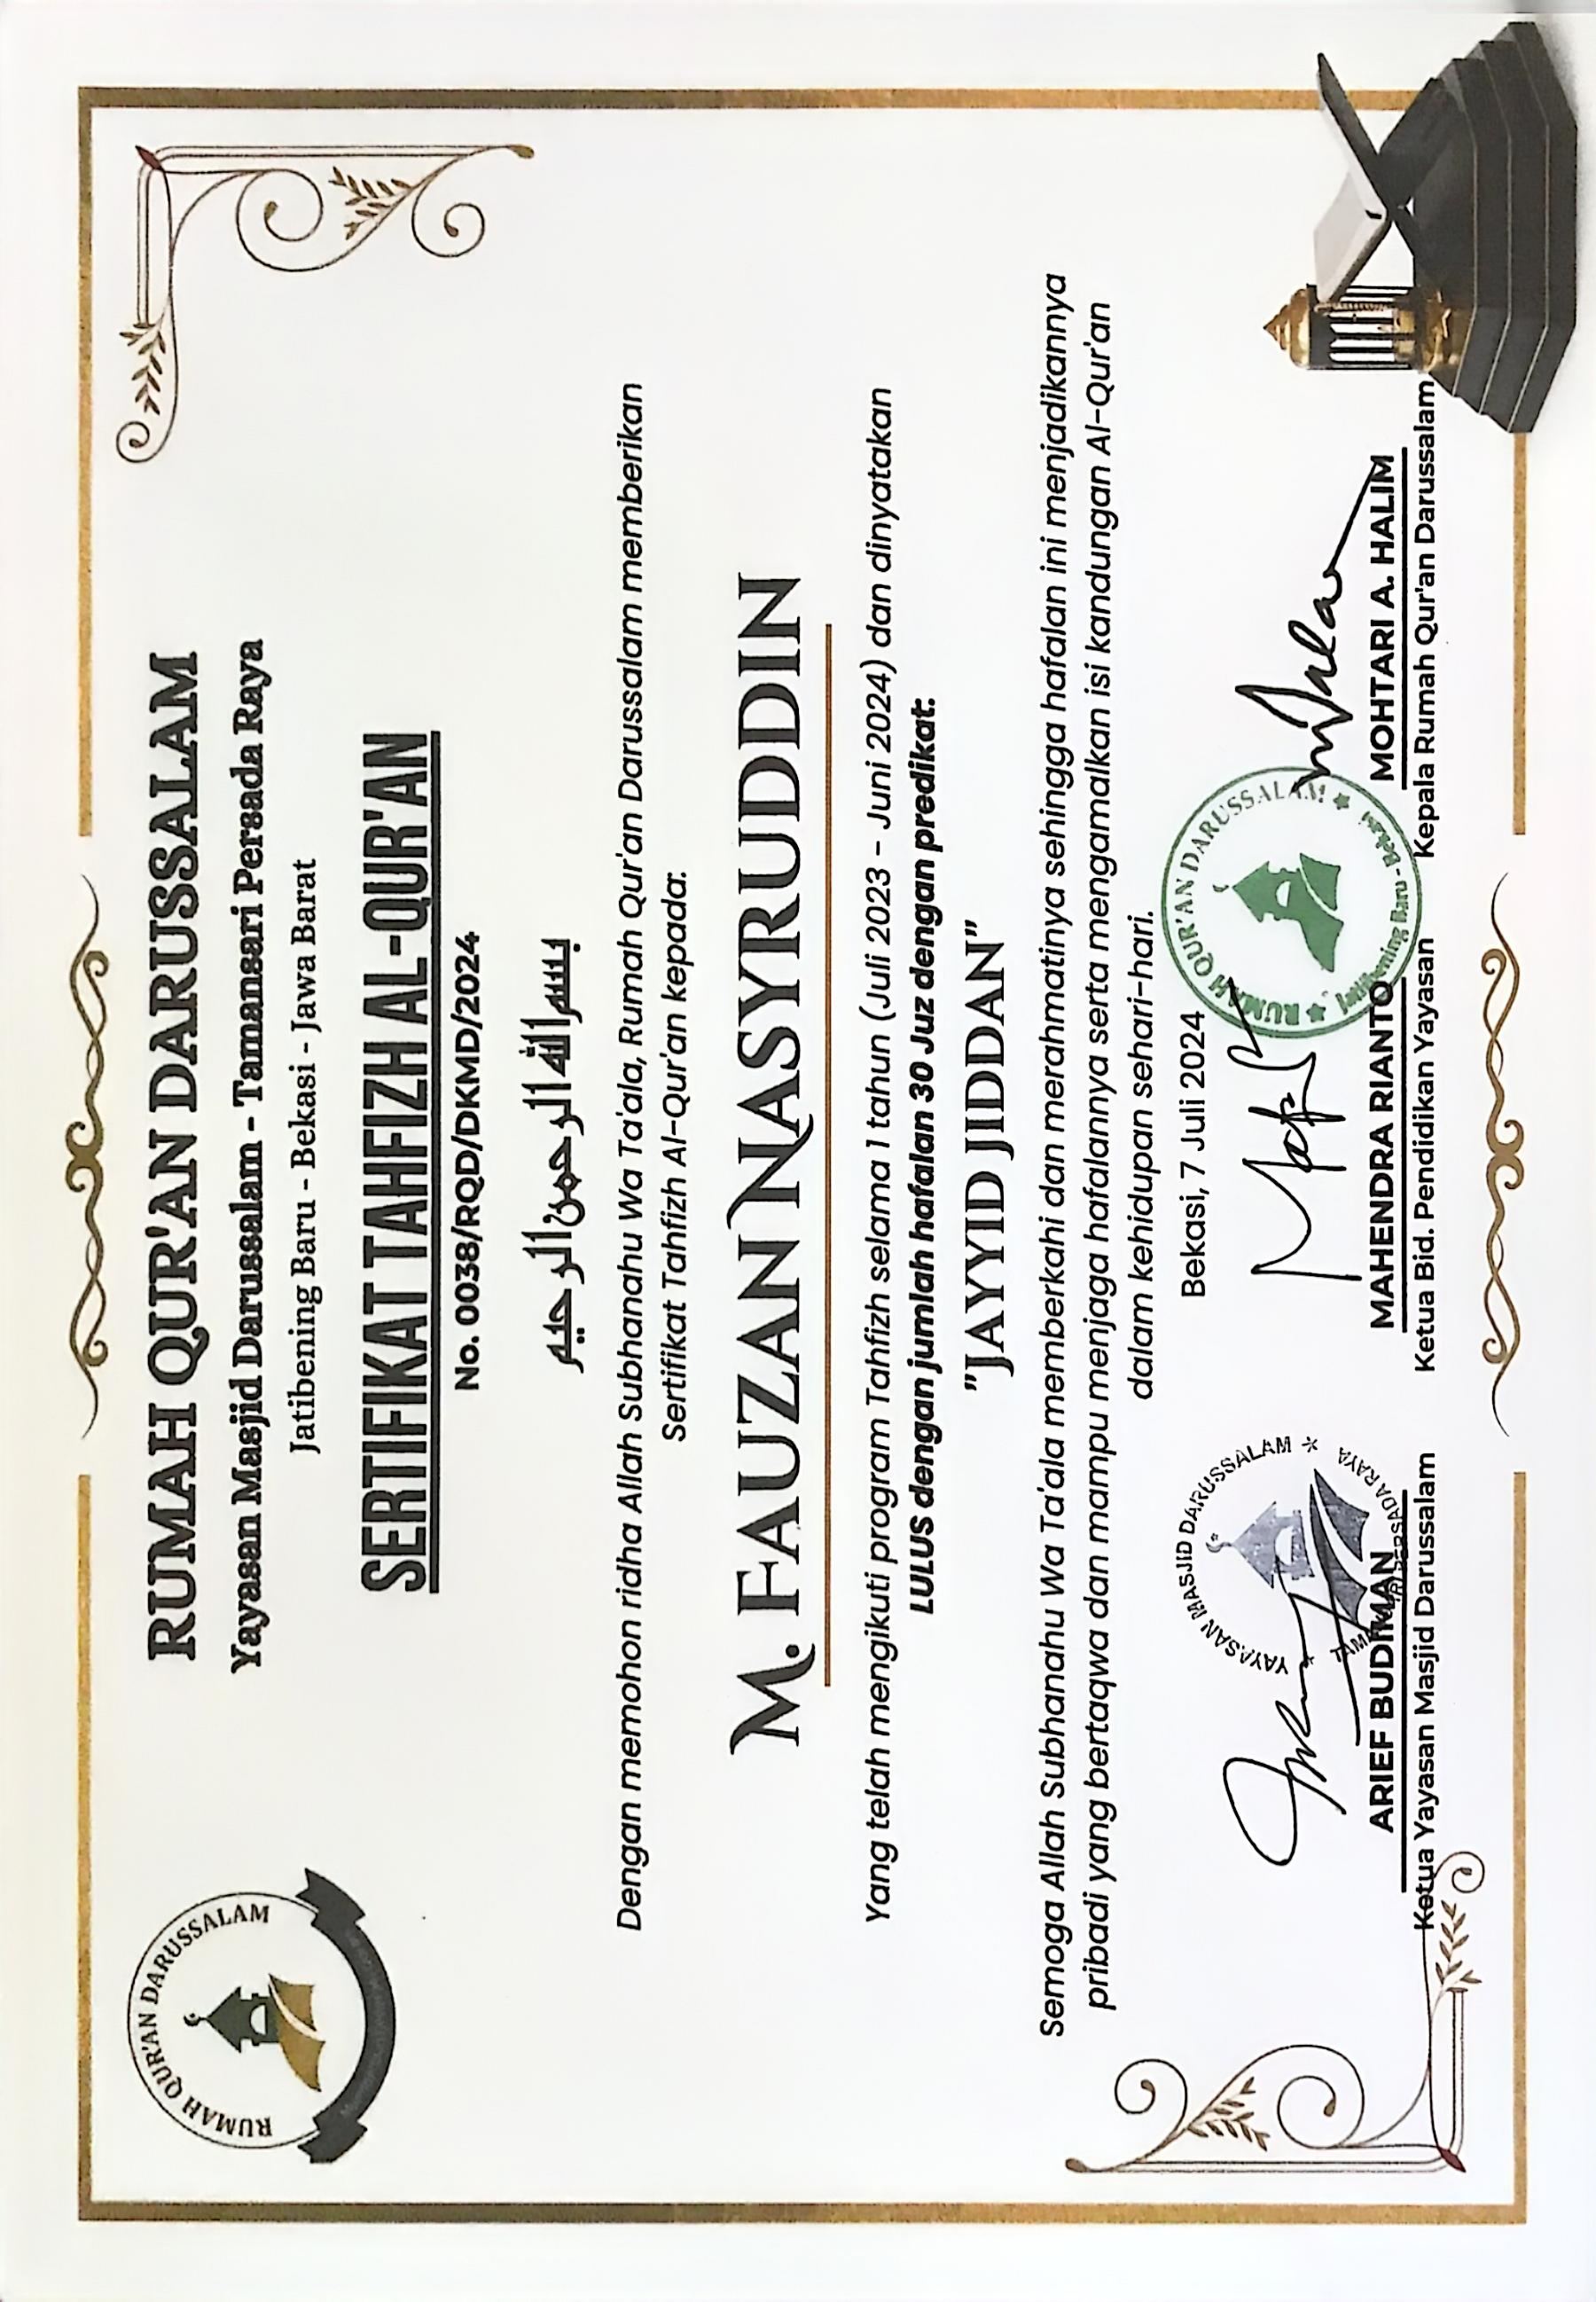 RUMAH QUR'AN DARUSSALAM
RUMAH QUR'AN DARUSSALAM
Yayasan Masjid Darussalam - Tamansari Persada Raya
Jatibening Baru - Bekasi - Jawa Barat
SERTIFIKAT TAHFIZH AL-QUR'AN
No. 0038/RQD/DKMD/2024
بسم الله الرحمن الرحيم
Dengan memohon ridha Allah Subhanahu Wa Ta'ala, Rumah Qur'an Darussalam memberikan
Sertifikat Tahfizh Al-Qur'an kepada:
M. FAUZAN NASYRUDDIN
Yang telah mengikuti program Tahfizh selama 1 tahun (Juli 2023 - Juni 2024) dan dinyatakan
LULUS dengan jumlah hafalan 30 Juz dengan predikat:
"JAYYID JIDDAN"
Semoga Allah Subhanahu Wa Ta'ala memberkahi dan merahmatinya sehingga hafalan ini menjadikannya
pribadi yang bertaqwa dan mampu menjaga hafalannya serta mengamalkan isi kandungan Al-Qur'an
dalam kehidupan sehari-hari.
Bekasi, 7 Juli 2024
YAYASAN MASJID DARUSSALAM * PERSADA RAYA *
RUMAH QUR'AN DARUSSALAM
Jatibening Baru - Bekasi
ARIEF BUDIMAN
Ketua Yayasan Masjid Darussalam
MAHENDRA RIANTO
Ketua Bid. Pendidikan Yayasan
MOHTARI A. HALIM
Kepala Rumah Qur'an Darussalam